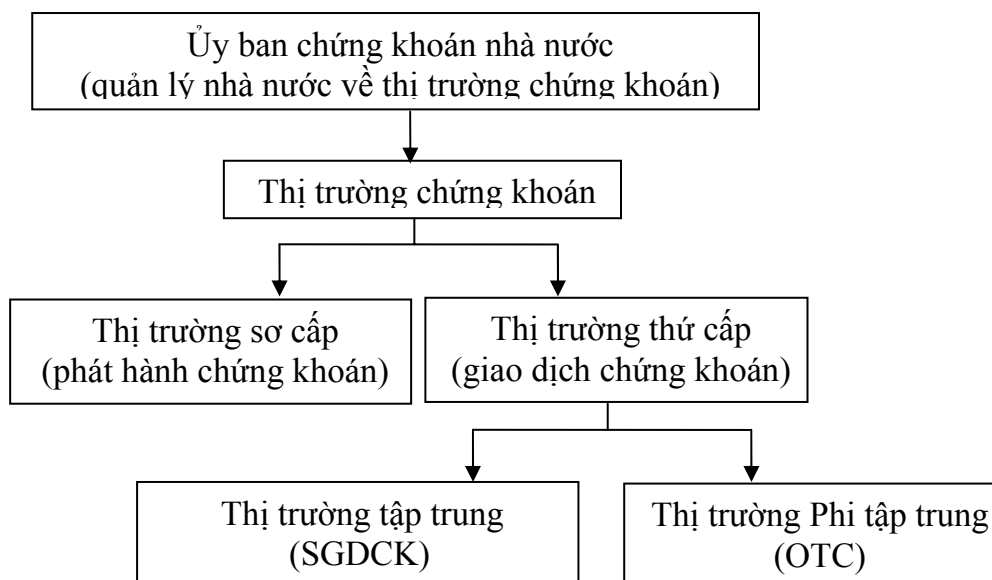 Ủy ban chứng khoán nhà nước
(quản lý nhà nước về thị trường chứng khoán)
Thị trường chứng khoán
Thị trường sơ cấp
(phát hành chứng khoán)
Thị trường thứ cấp
(giao dịch chứng khoán)
Thị trường tập trung
(SGDCK)
Thị trường Phi tập trung
(OTC)